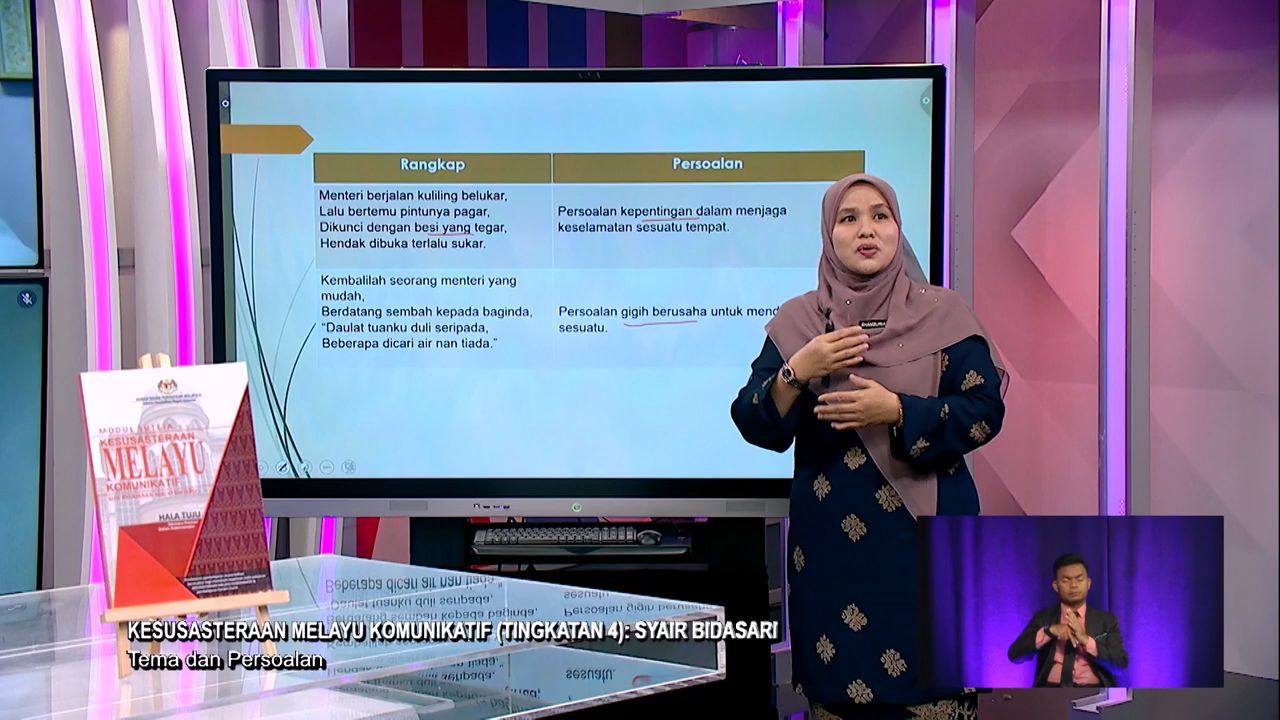 Rangkap
Persoalan
Menteri berjalan kuliling belukar,
Lalu bertemu pintunya pagar,
Dikunci dengan besi yang tegar,
Hendak dibuka terlalu sukar.
Persoalan kepentingan dalam menjaga
keselamatan sesuatu tempat.
Kembalilah seorang menteri yang
mudah,
Berdatang sembah kepada baginda,
“Daulat tuanku duli seripada,
Beberapa dicari air nan tiada.”
Persoalan gigih berusaha untuk mend
sesuatu.
KESUSASTERAAN
MELAYU
KOMUNIKATIF
HALA TUJU
KESUSASTERAAN MELAYU KOMUNIKATIF (TINGKATAN 4): SYAIR BIDASARI
Tema dan Persoalan